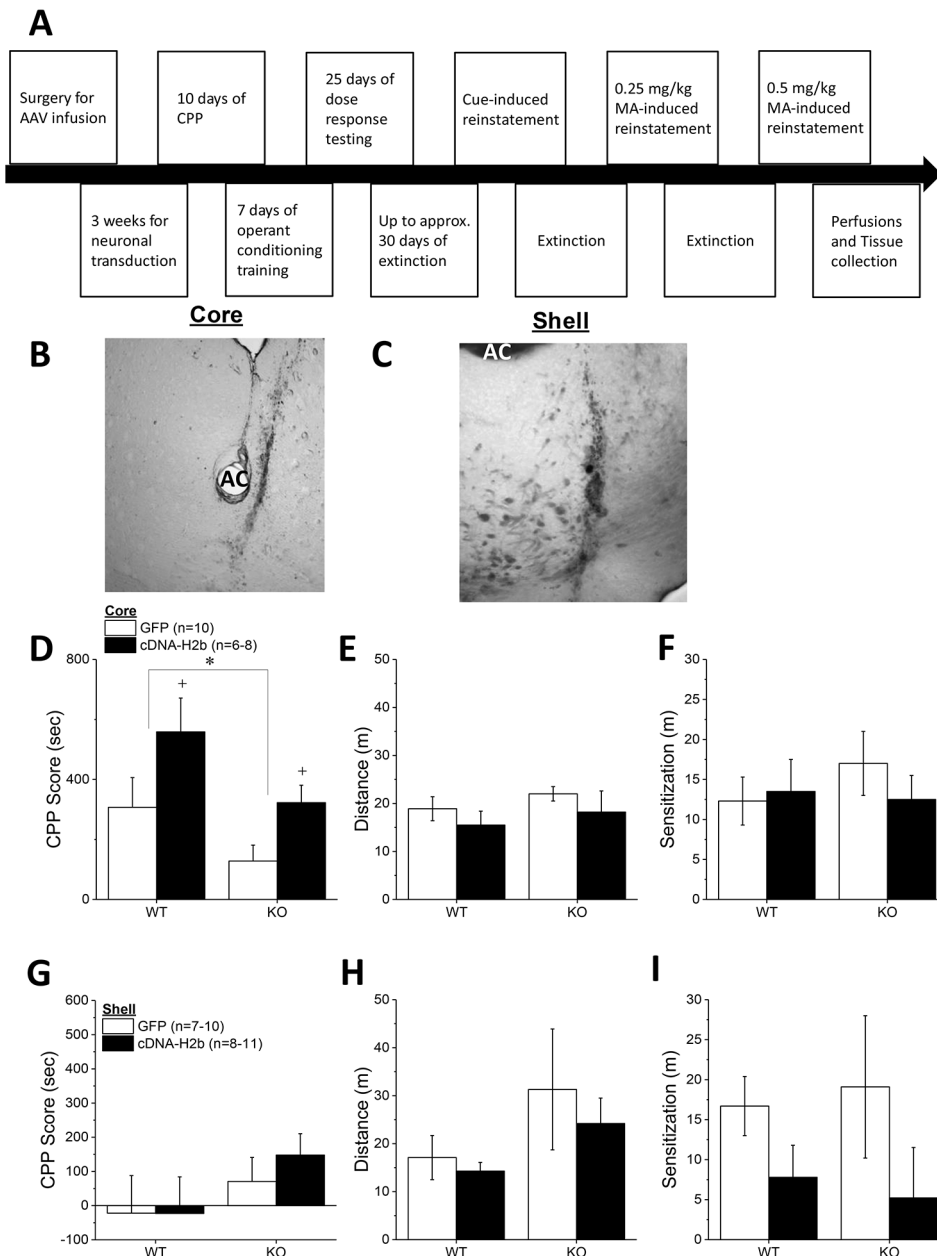 A
Surgery for
AAV infusion
10 days of
CPP
25 days of
dose
response
testing
Cue-induced
reinstatement
0.25 mg/kg
MA-induced
reinstatement
0.5 mg/kg
MA-induced
reinstatement
3 weeks for
neuronal
transduction
7 days of
operant
conditioning
training
Up to approx.
30 days of
extinction
Extinction
Extinction
Perfusions
and Tissue
collection
Core
Shell
B
AC
C
AC
Core
GFP (n=10)
cDNA-H2b (n=6-8)
D
CPP Score (sec)
800
400
0
*
+
+
WT
KO
E
Distance (m)
50
40
30
20
10
0
WT
KO
F
Sensitization (m)
30
25
20
15
10
5
0
WT
KO
G
Shell
GFP (n=7-10)
cDNA-H2b (n=8-11)
CPP Score (sec)
600
500
400
300
200
100
0
-100
WT
KO
H
Distance (m)
50
40
30
20
10
0
WT
KO
I
Sensitization (m)
30
25
20
15
10
5
0
WT
KO